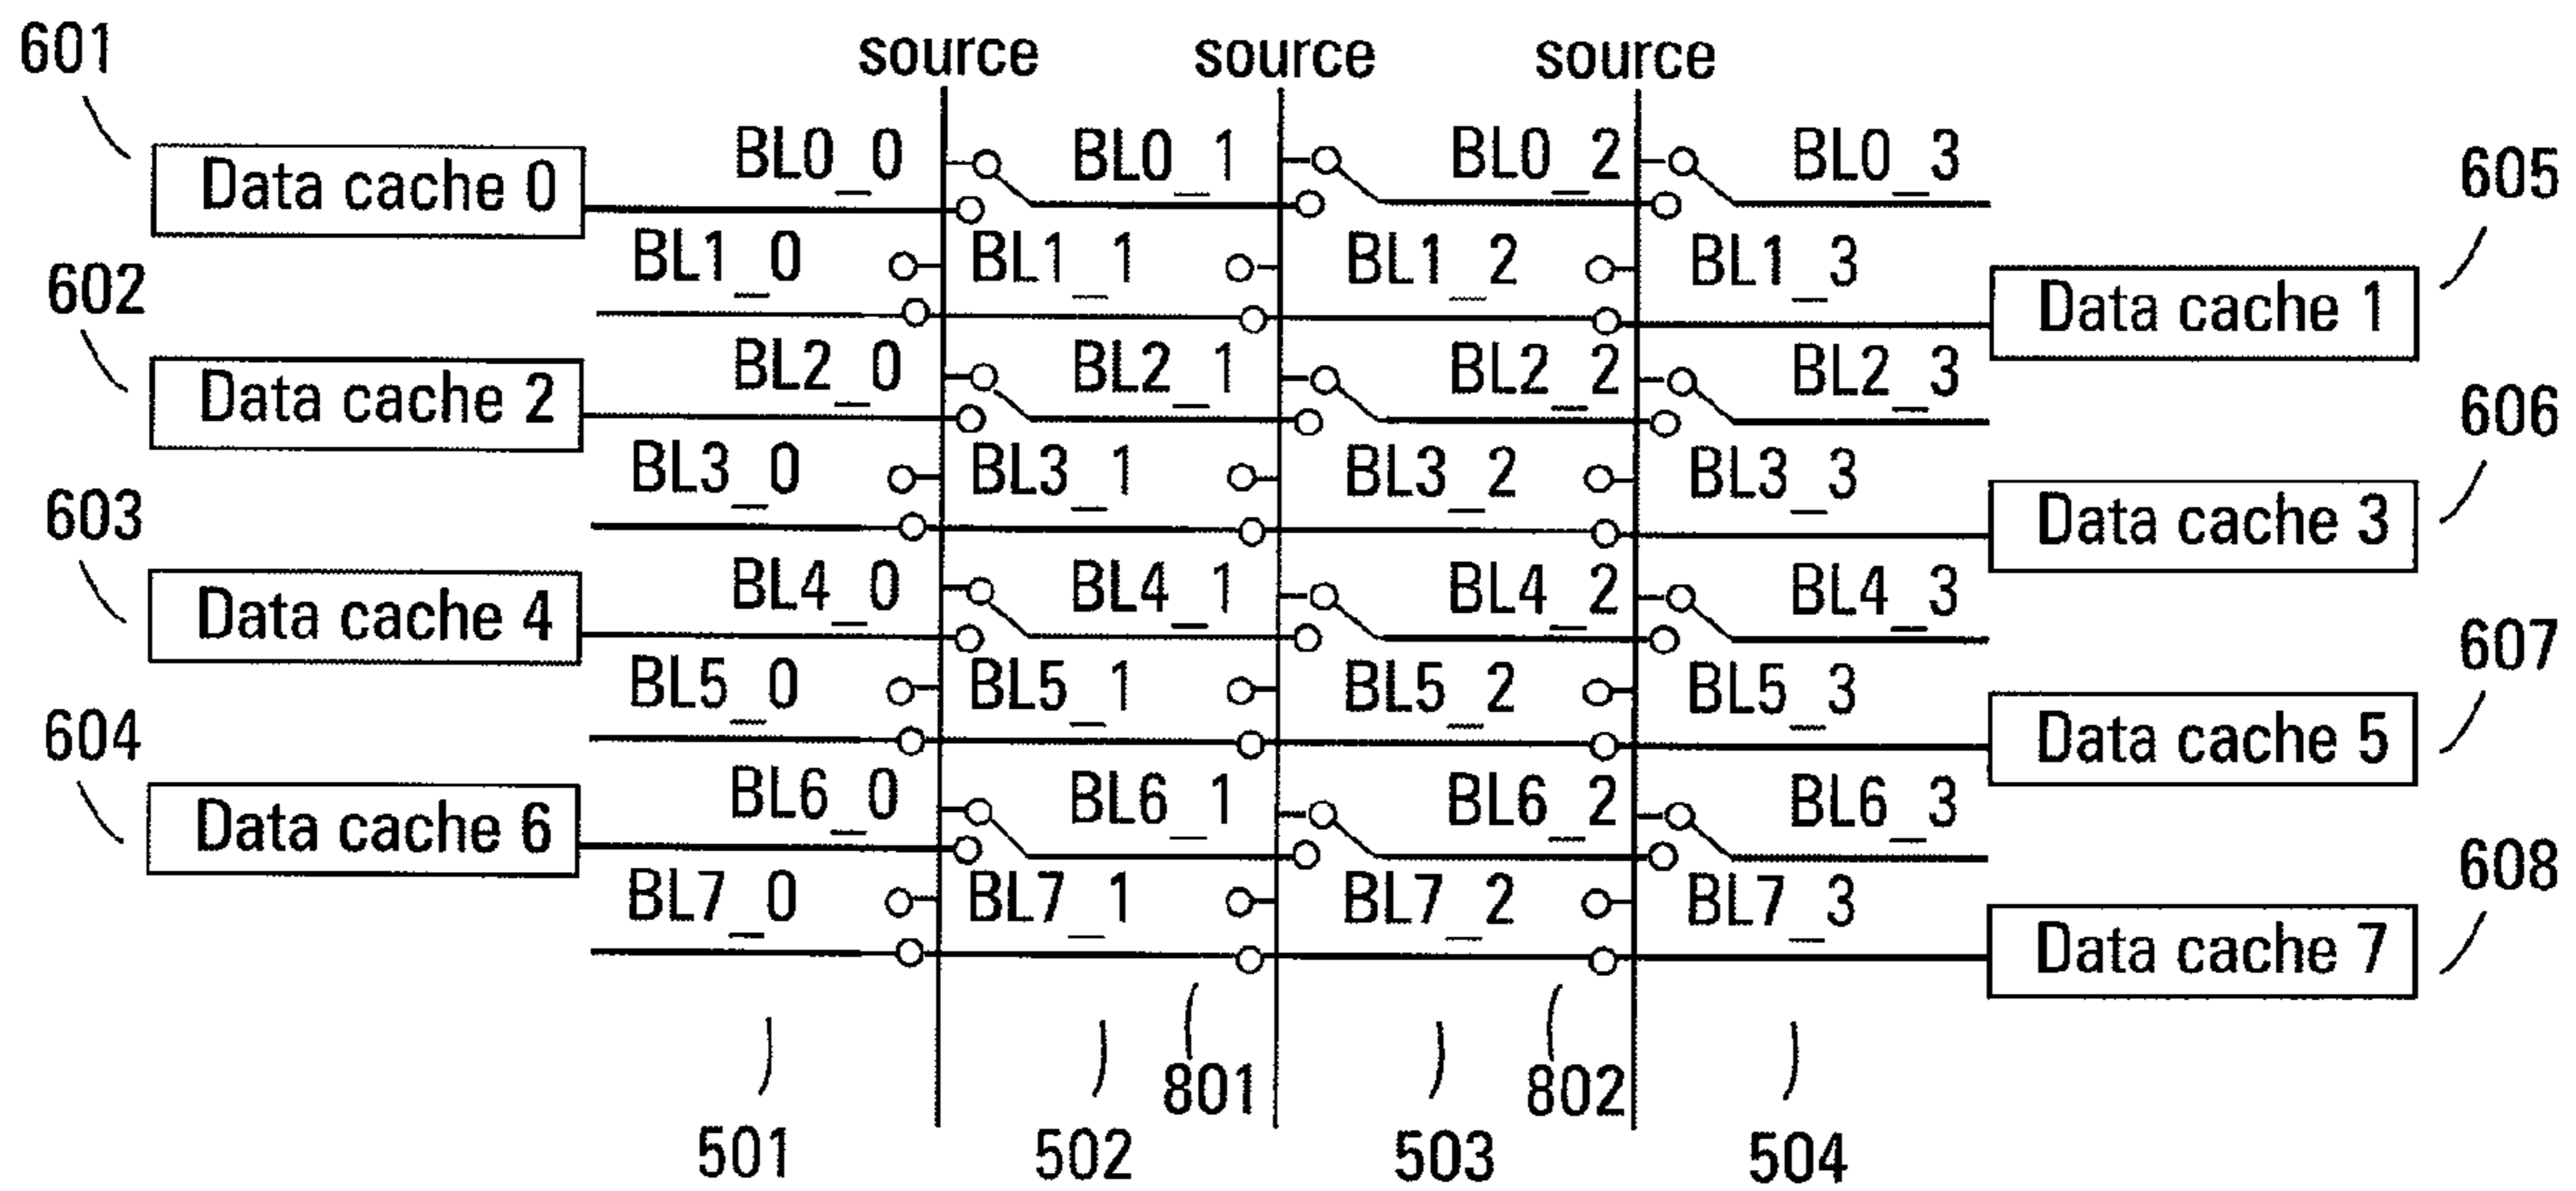 601 source source source
BL0_0 BL0_1 BL0_2 BL0_3
Data cache 0 605
BL1_0 BL1_1 BL1_2 BL1_3
602 Data cache 1
BL2_0 BL2_1 BL2_2 BL2_3
Data cache 2 606
BL3_0 BL3_1 BL3_2 BL3_3
603 Data cache 3
BL4_0 BL4_1 BL4_2 BL4_3
Data cache 4 607
BL5_0 BL5_1 BL5_2 BL5_3
604 Data cache 5
BL6_0 BL6_1 BL6_2 BL6_3
Data cache 6 608
BL7_0 BL7_1 BL7_2 BL7_3
Data cache 7
801 802
501 502 503 504